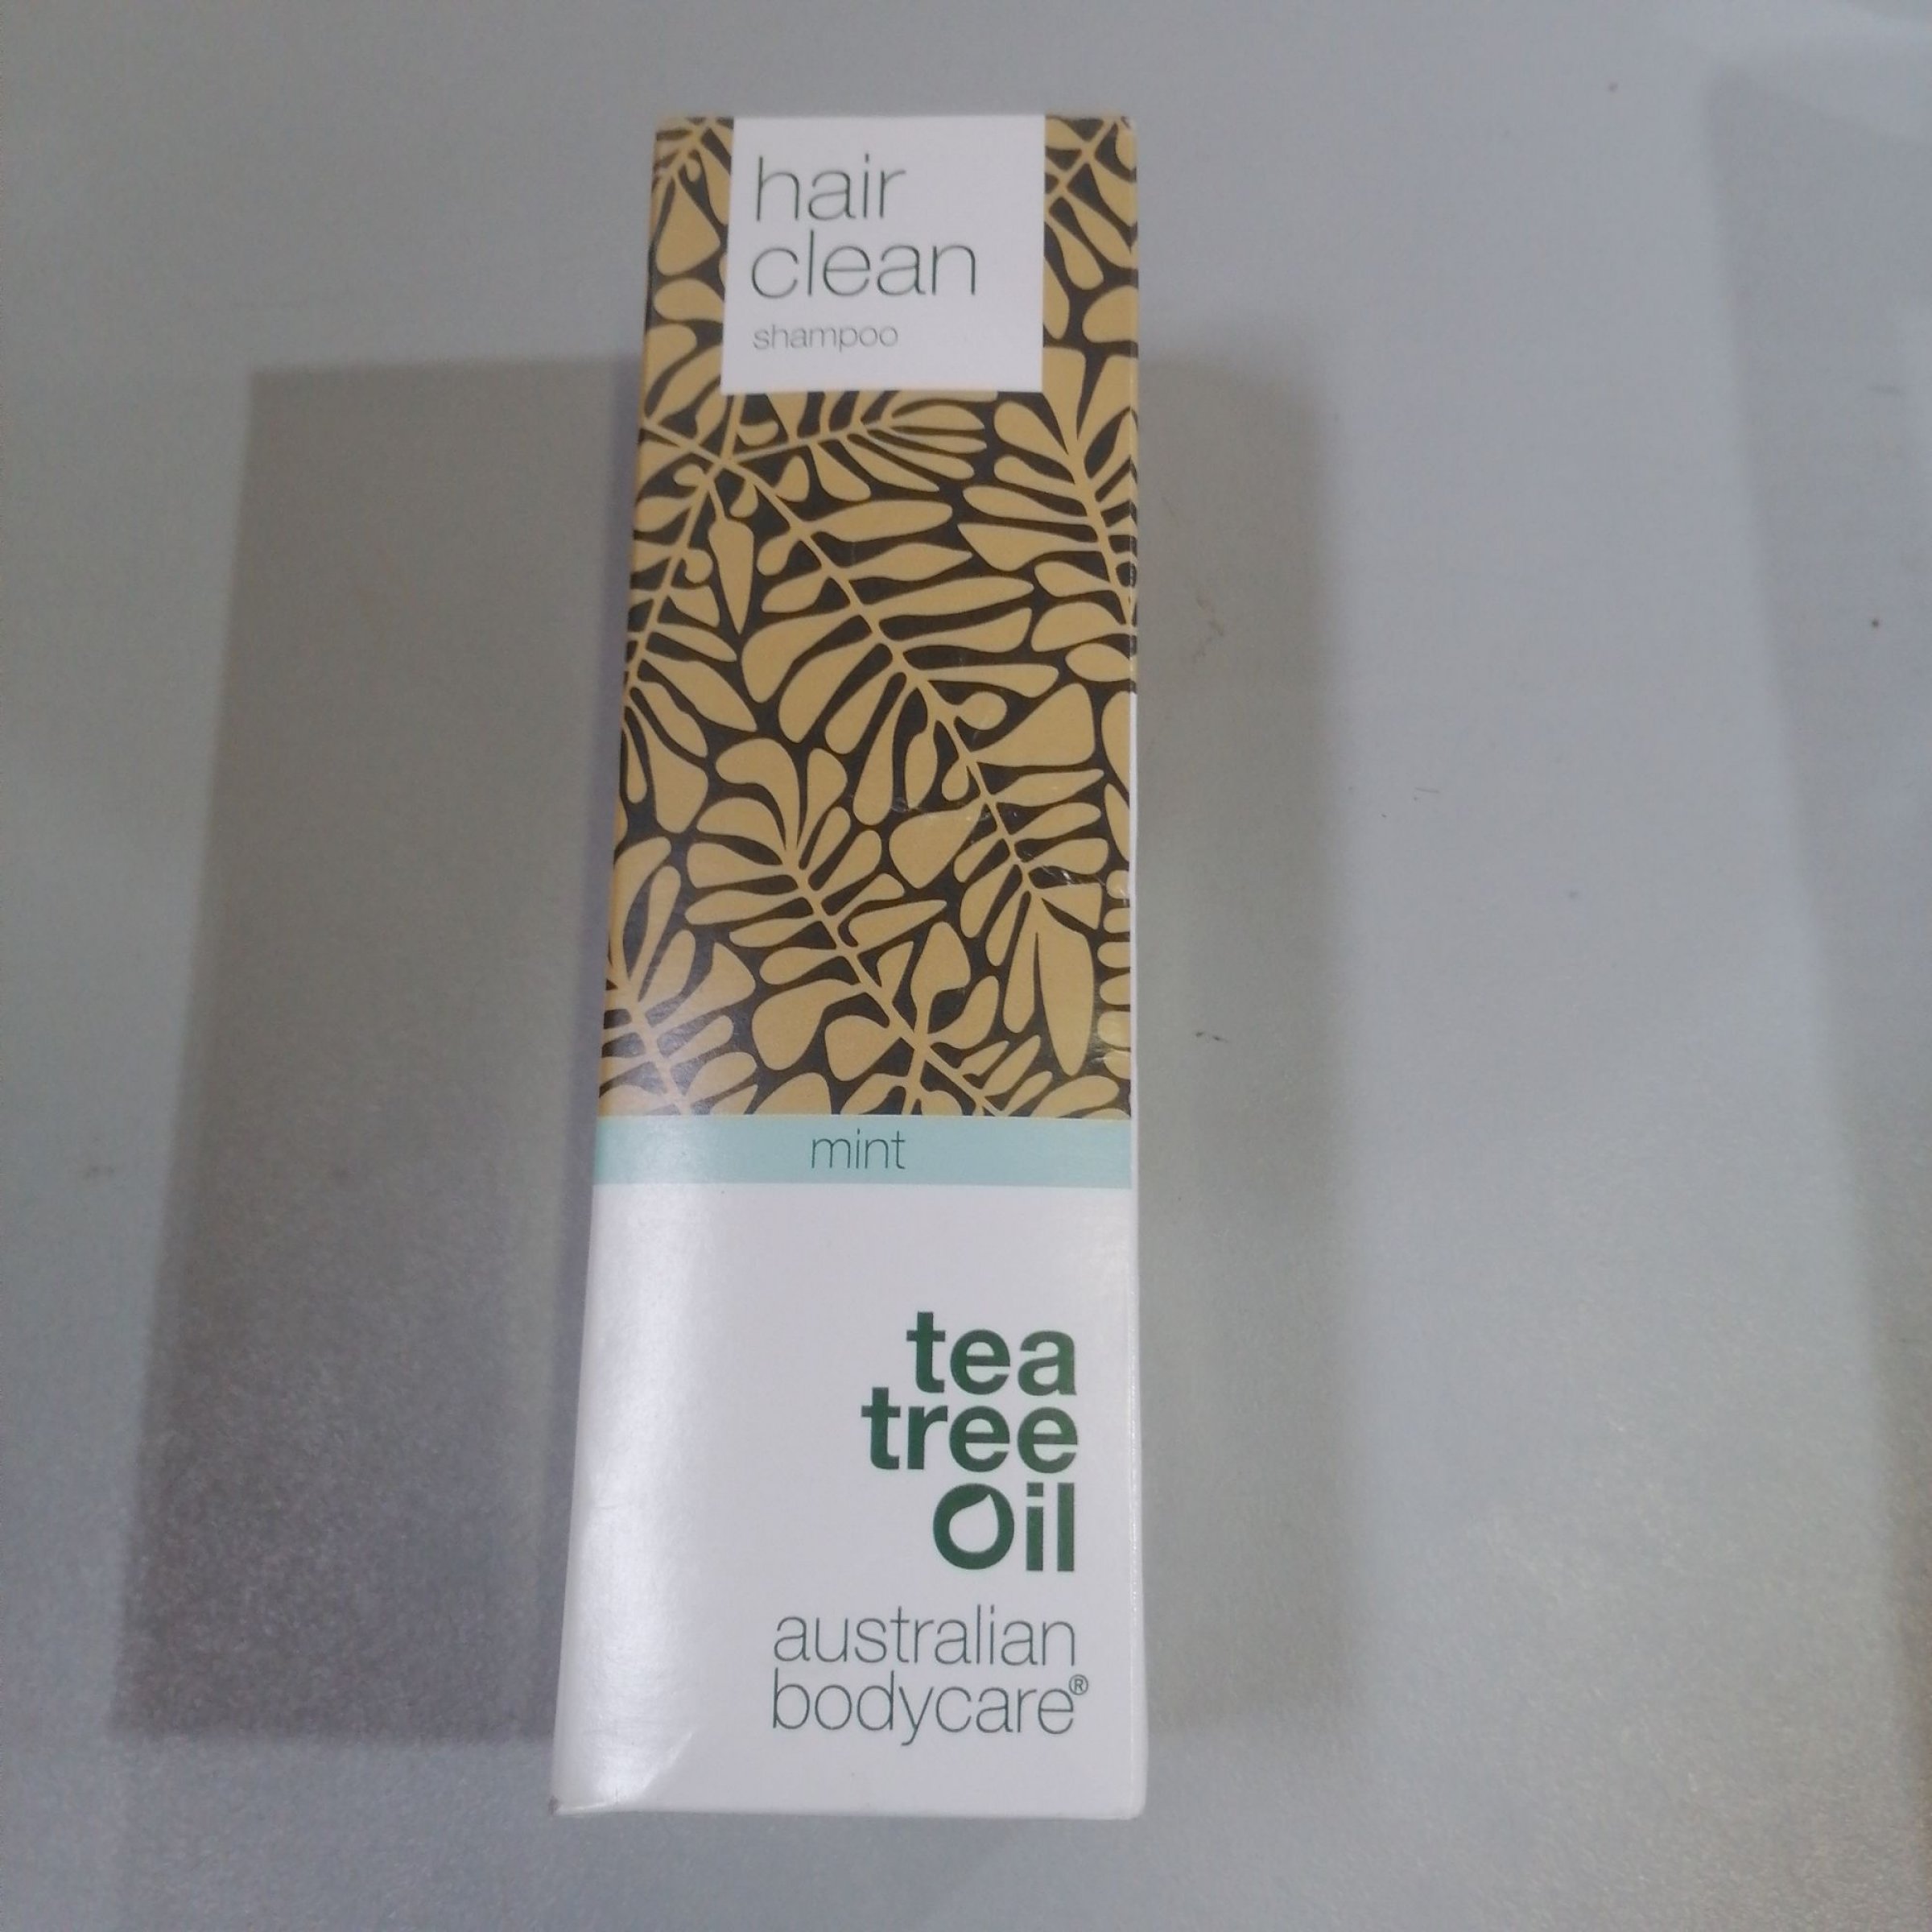 hair
clean
shampoo
mint
tea
tree
Oil
australian
bodycare®